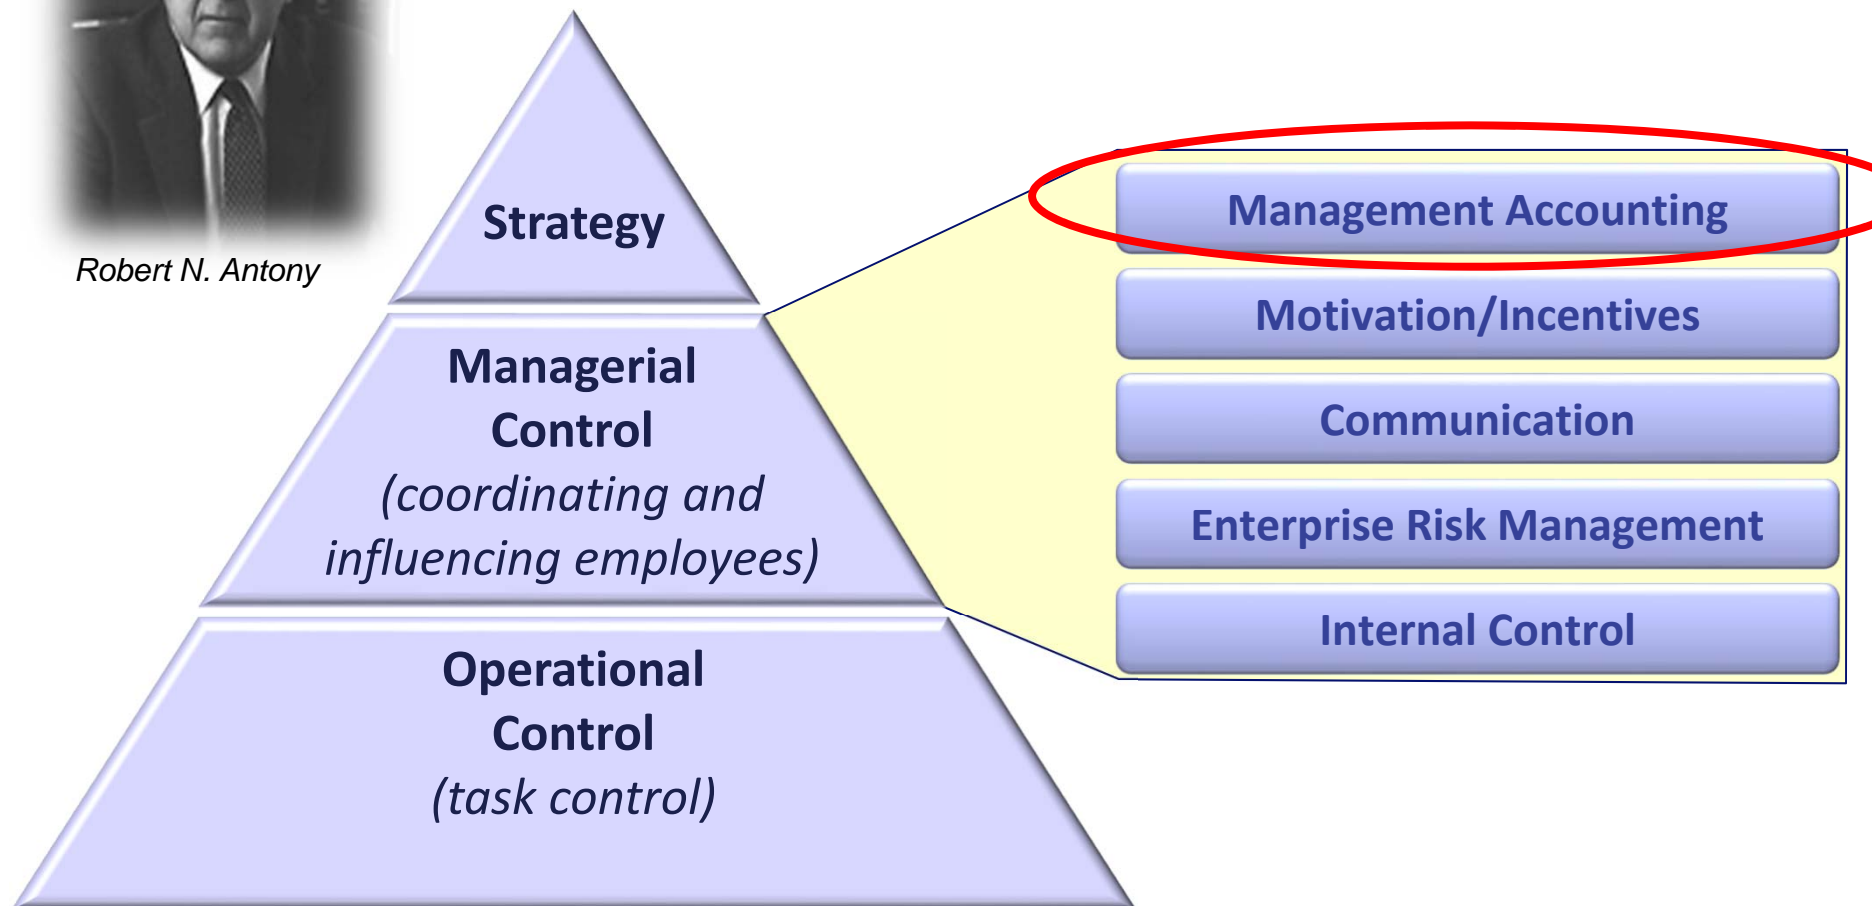 Robert N. Antony
Strategy
Managerial
Control
(coordinating and
influencing employees)
Operational
Control
(task control)
Management Accounting
Motivation/Incentives
Communication
Enterprise Risk Management
Internal Control